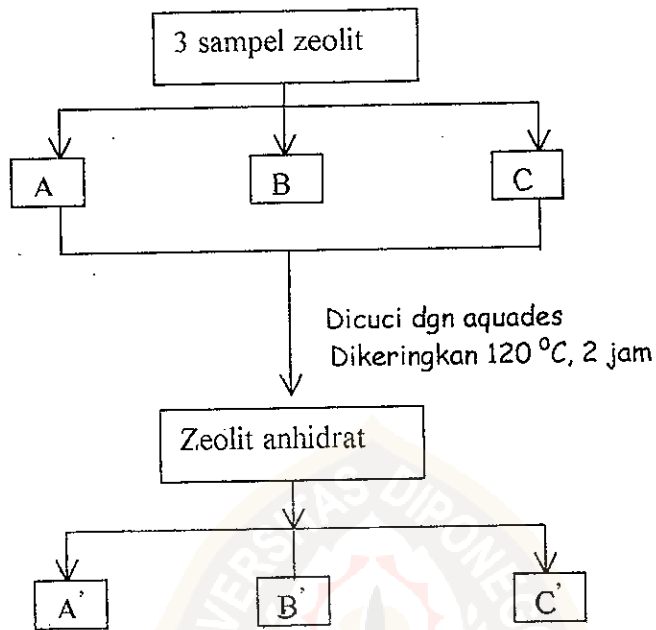 3 sampel zeolit
A
B
C
Dicuci dgn aquades
Dikeringkan 120 °C, 2 jam
Zeolit anhidrat
A'
B'
C'